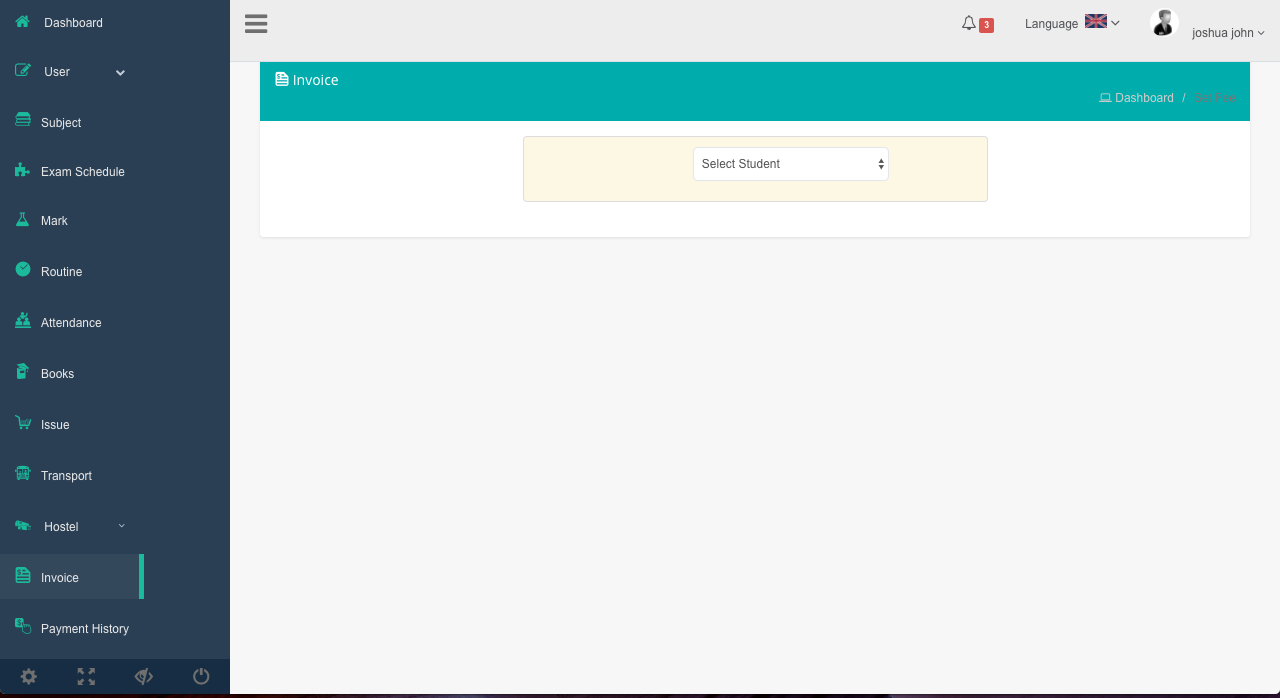 Dashboard
User
Subject
Exam Schedule
Mark
Routine
Attendance
Books
Issue
Transport
Hostel
Invoice
Payment History
3
Language
joshua john
Invoice
Dashboard /
Select Student